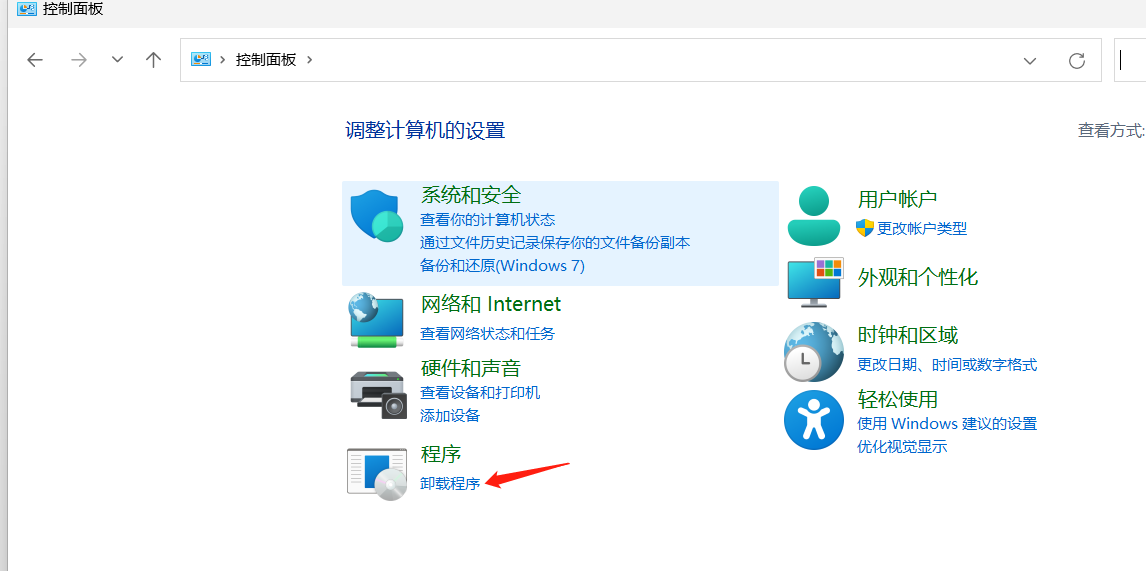 控制面板
控制面板
调整计算机的设置
查看方式:
系统和安全
查看你的计算机状态
通过文件历史记录保存你的文件备份副本
备份和还原(Windows 7)
网络和 Internet
查看网络状态和任务
硬件和声音
查看设备和打印机
添加设备
程序
卸载程序
用户帐户
更改帐户类型
外观和个性化
时钟和区域
更改日期、时间或数字格式
轻松使用
使用 Windows 建议的设置
优化视觉显示